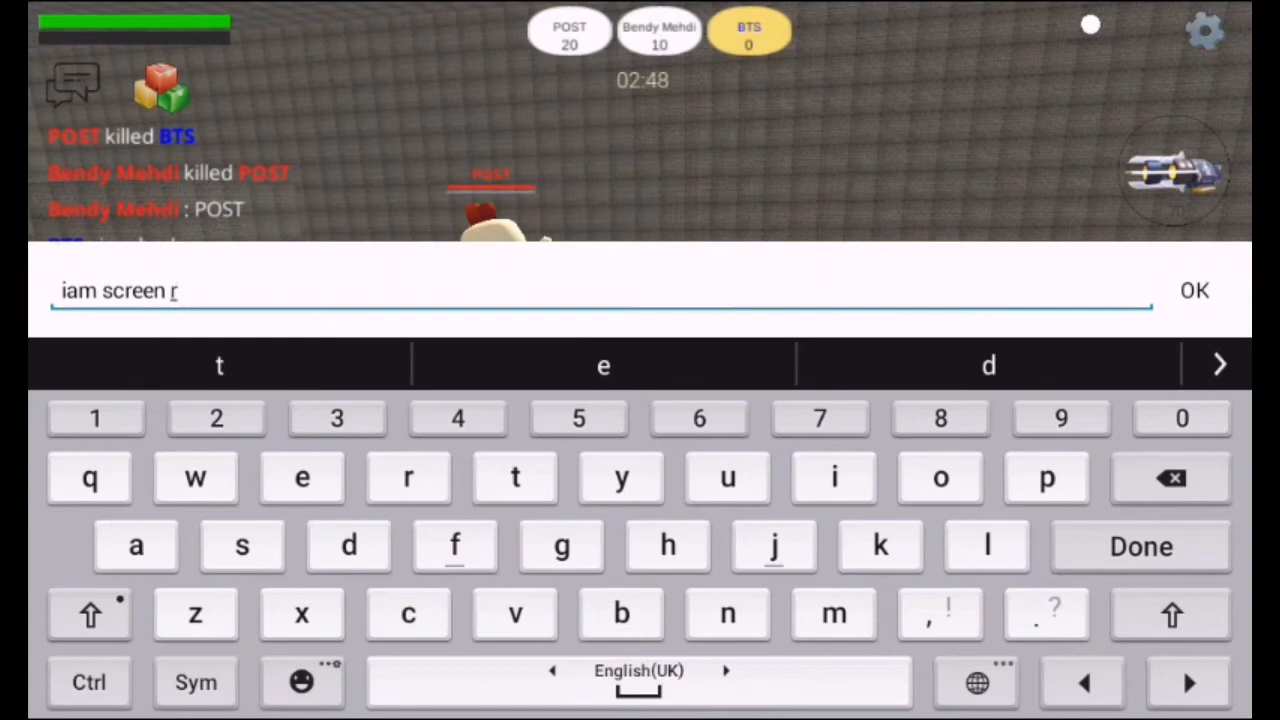 POST
20
Bendy Mehdi
10
BTS
0
02:48
POST killed BTS
Bendy Mehdi killed POST
Bendy Mehdi : POST
POST
iam screen r
OK
t e d
1 2 3 4 5 6 7 8 9 0
q w e r t y u i o p
a s d f g h j k l Done
z x c v b n m , ! . ?
Ctrl Sym English(UK)